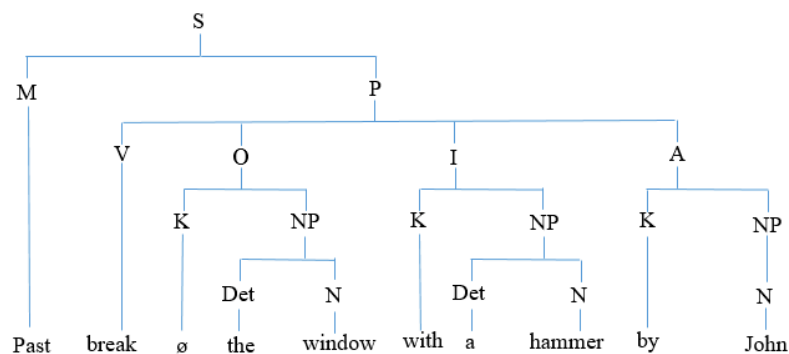 S
M P
V O I A
K NP K NP K NP
Det N Det N N
Past break ø the window with a hammer by John